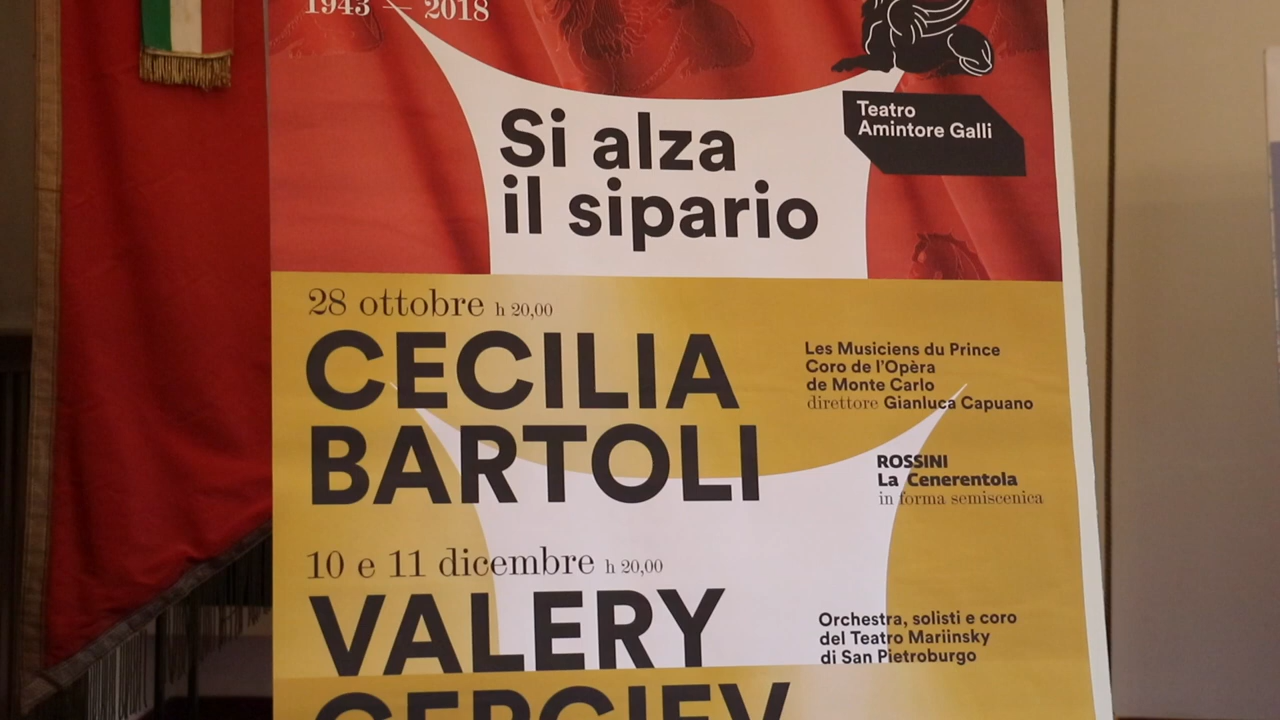 1943 — 2018
Teatro
Amintore Galli
Si alza
il sipario
28 ottobre h 20,00
CECILIA
BARTOLI
Les Musiciens du Prince
Coro de l'Opèra
de Monte Carlo
direttore Gianluca Capuano
ROSSINI
La Cenerentola
in forma semiscenica
10 e 11 dicembre h 20,00
VALERY
GERGIEV
Orchestra, solisti e coro
del Teatro Mariinsky
di San Pietroburgo